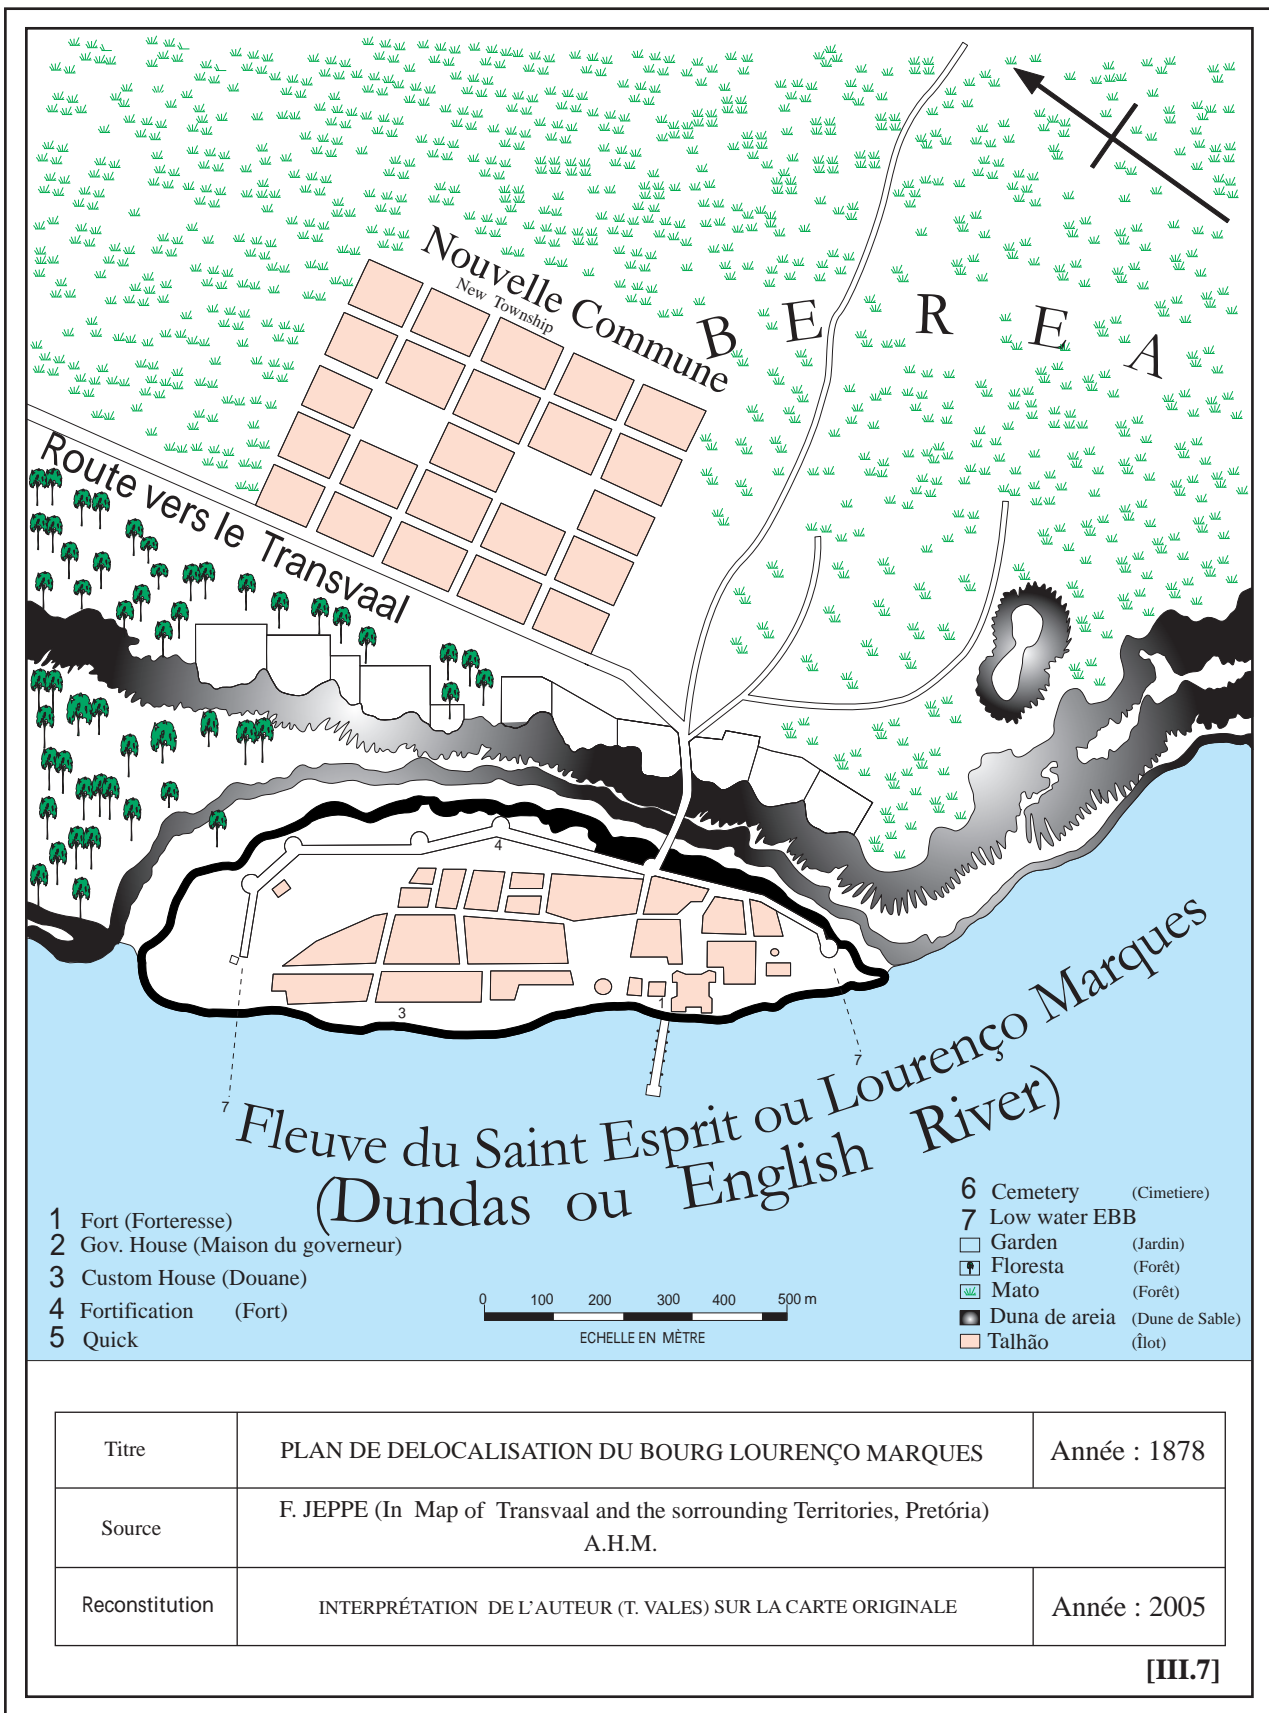 Nouvelle Commune
New Township
B E R E A
Route vers le Transvaal
4
1
3
7
7
Fleuve du Saint Esprit ou Lourenço Marques
(Dundas ou English River)
1 Fort (Forteresse)
2 Gov. House (Maison du governeur)
3 Custom House (Douane)
4 Fortification (Fort)
5 Quick
0 100 200 300 400 500 m
ECHELLE EN MÈTRE
6 Cemetery (Cimetiere)
7 Low water EBB
Garden (Jardin)
Floresta (Forêt)
Mato (Forêt)
Duna de areia (Dune de Sable)
Talhão (Îlot)
Titre PLAN DE DELOCALISATION DU BOURG LOURENÇO MARQUES Année : 1878
Source F. JEPPE (In Map of Transvaal and the sorrounding Territories, Pretória)
A.H.M.
Reconstitution INTERPRÉTATION DE L'AUTEUR (T. VALES) SUR LA CARTE ORIGINALE Année : 2005
[III.7]